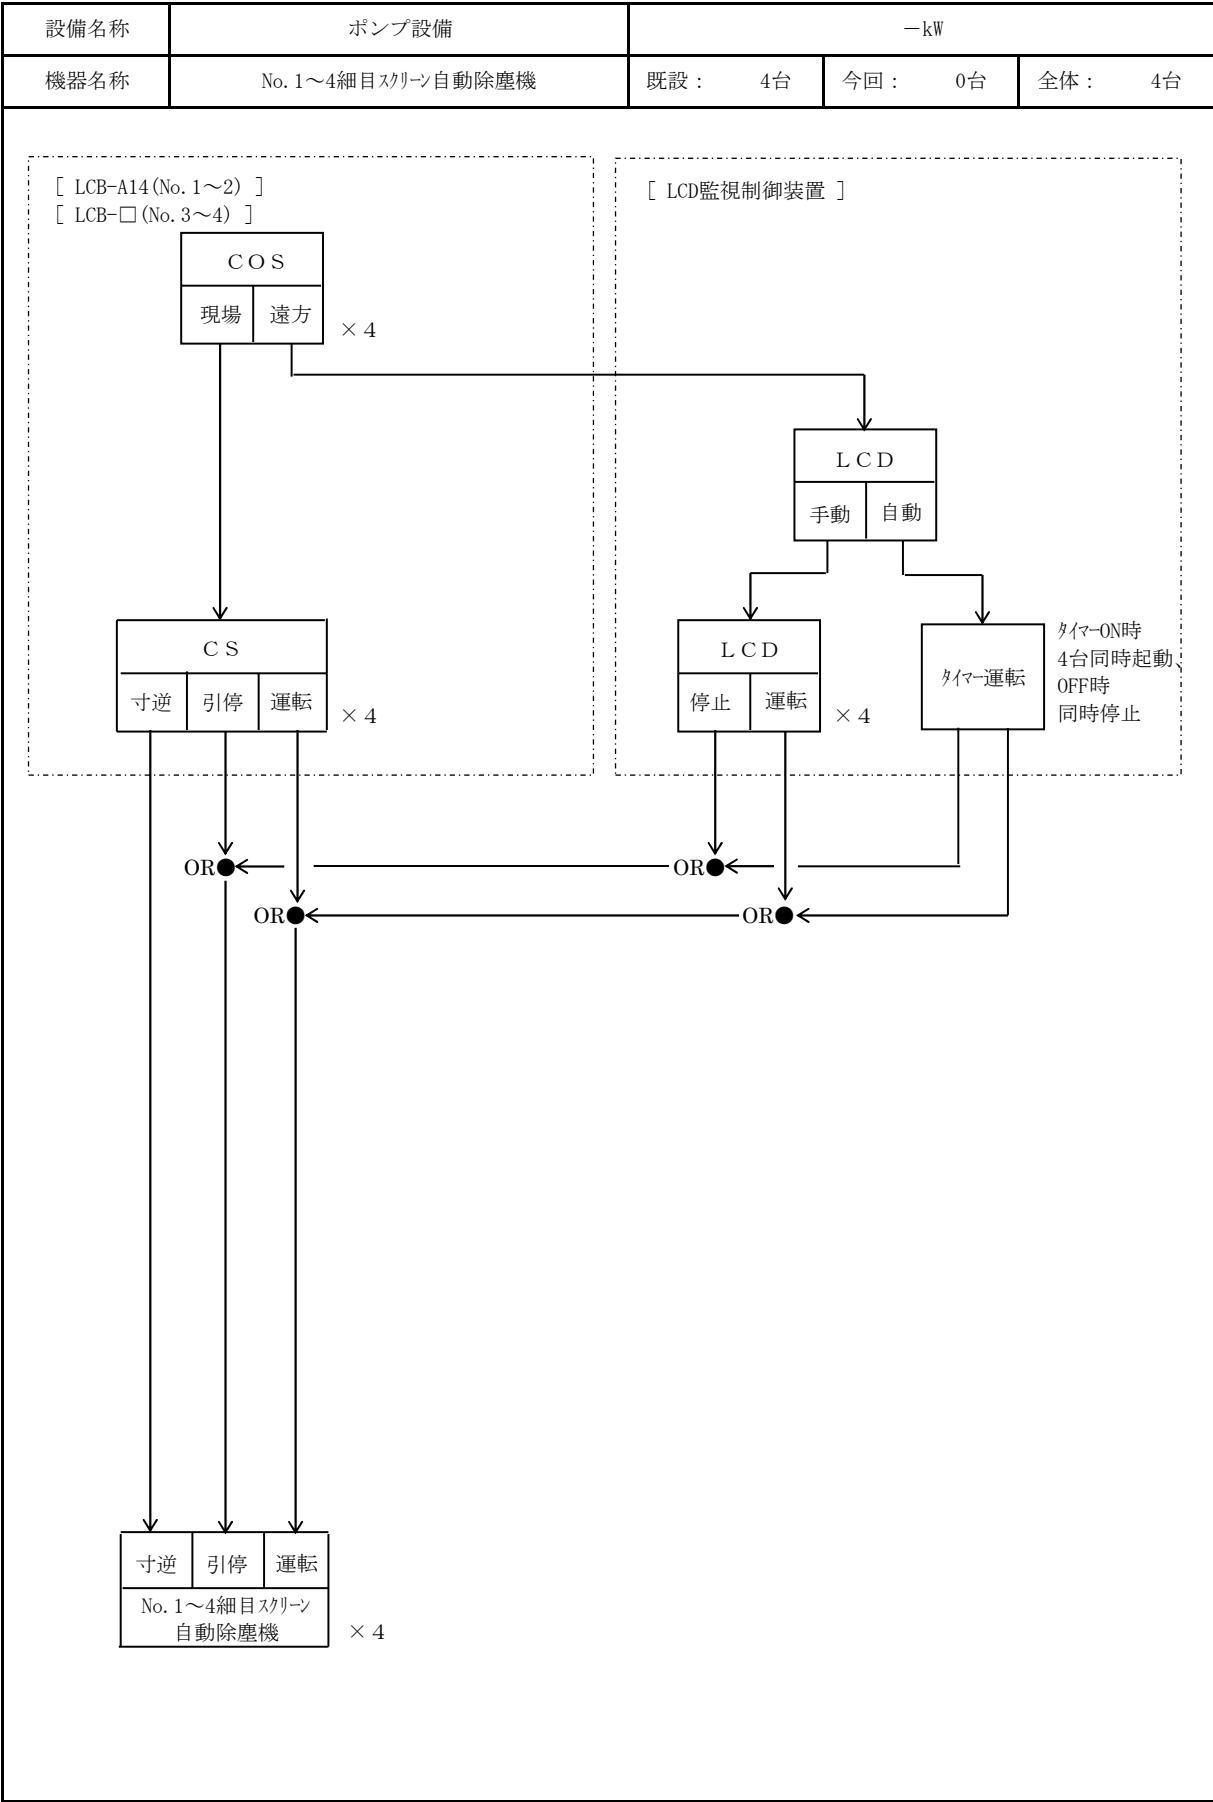 設備名称 ポンプ設備 －kW
機器名称 No.1～4細目ｽｸﾘｰﾝ自動除塵機 既設： 4台 今回： 0台 全体： 4台
[ LCB-A14(No.1～2) ]
[ LCB-□(No.3～4) ]
[ LCD監視制御装置 ]
ＣＯＳ
現場 遠方
×４
ＬＣＤ
手動 自動
ＣＳ
寸逆 引停 運転
×４
ＬＣＤ
停止 運転
×４
ﾀｲﾏｰ運転
ﾀｲﾏｰON時
4台同時起動、
OFF時
同時停止
OR OR
OR OR
寸逆 引停 運転
No.1～4細目ｽｸﾘｰﾝ
自動除塵機
×４